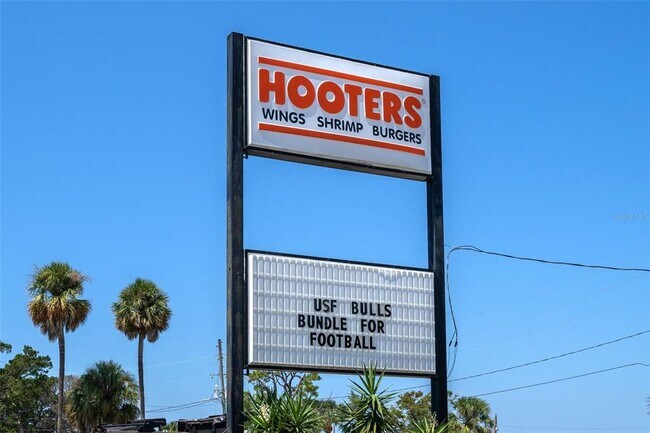 HOOTERS
WINGS SHRIMP BURGERS
USF BULLS
BUNDLE FOR
FOOTBALL